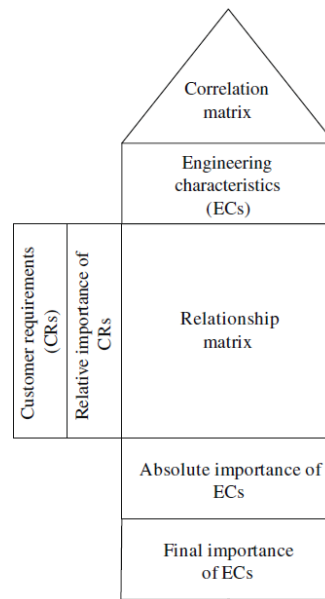 Correlation
matrix
Engineering
characteristics
(ECs)
Customer requirements
(CRs)
Relative importance of
CRs
Relationship
matrix
Absolute importance of
ECs
Final importance
of ECs